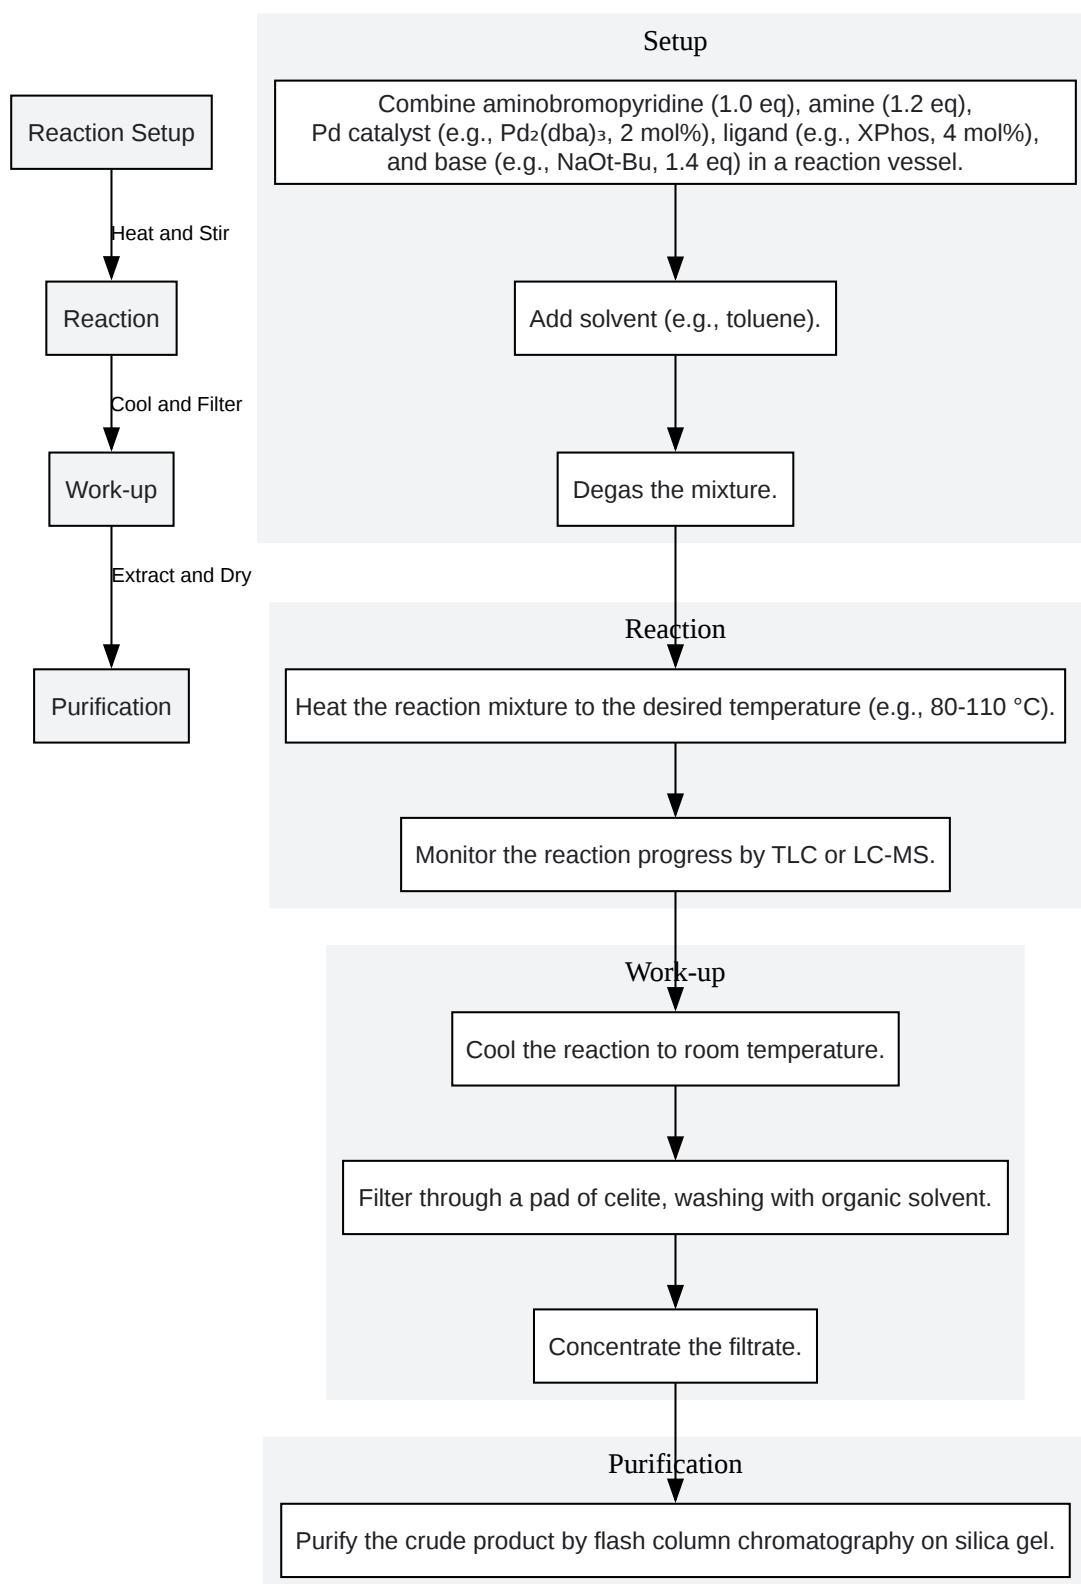 Reaction Setup
Heat and Stir
Reaction
Cool and Filter
Work-up
Extract and Dry
Purification
Setup
Combine aminobromopyridine (1.0 eq), amine (1.2 eq),
Pd catalyst (e.g., Pd₂(dba)₃, 2 mol%), ligand (e.g., XPhos, 4 mol%),
and base (e.g., NaOt-Bu, 1.4 eq) in a reaction vessel.
Add solvent (e.g., toluene).
Degas the mixture.
Reaction
Heat the reaction mixture to the desired temperature (e.g., 80-110 °C).
Monitor the reaction progress by TLC or LC-MS.
Work-up
Cool the reaction to room temperature.
Filter through a pad of celite, washing with organic solvent.
Concentrate the filtrate.
Purification
Purify the crude product by flash column chromatography on silica gel.